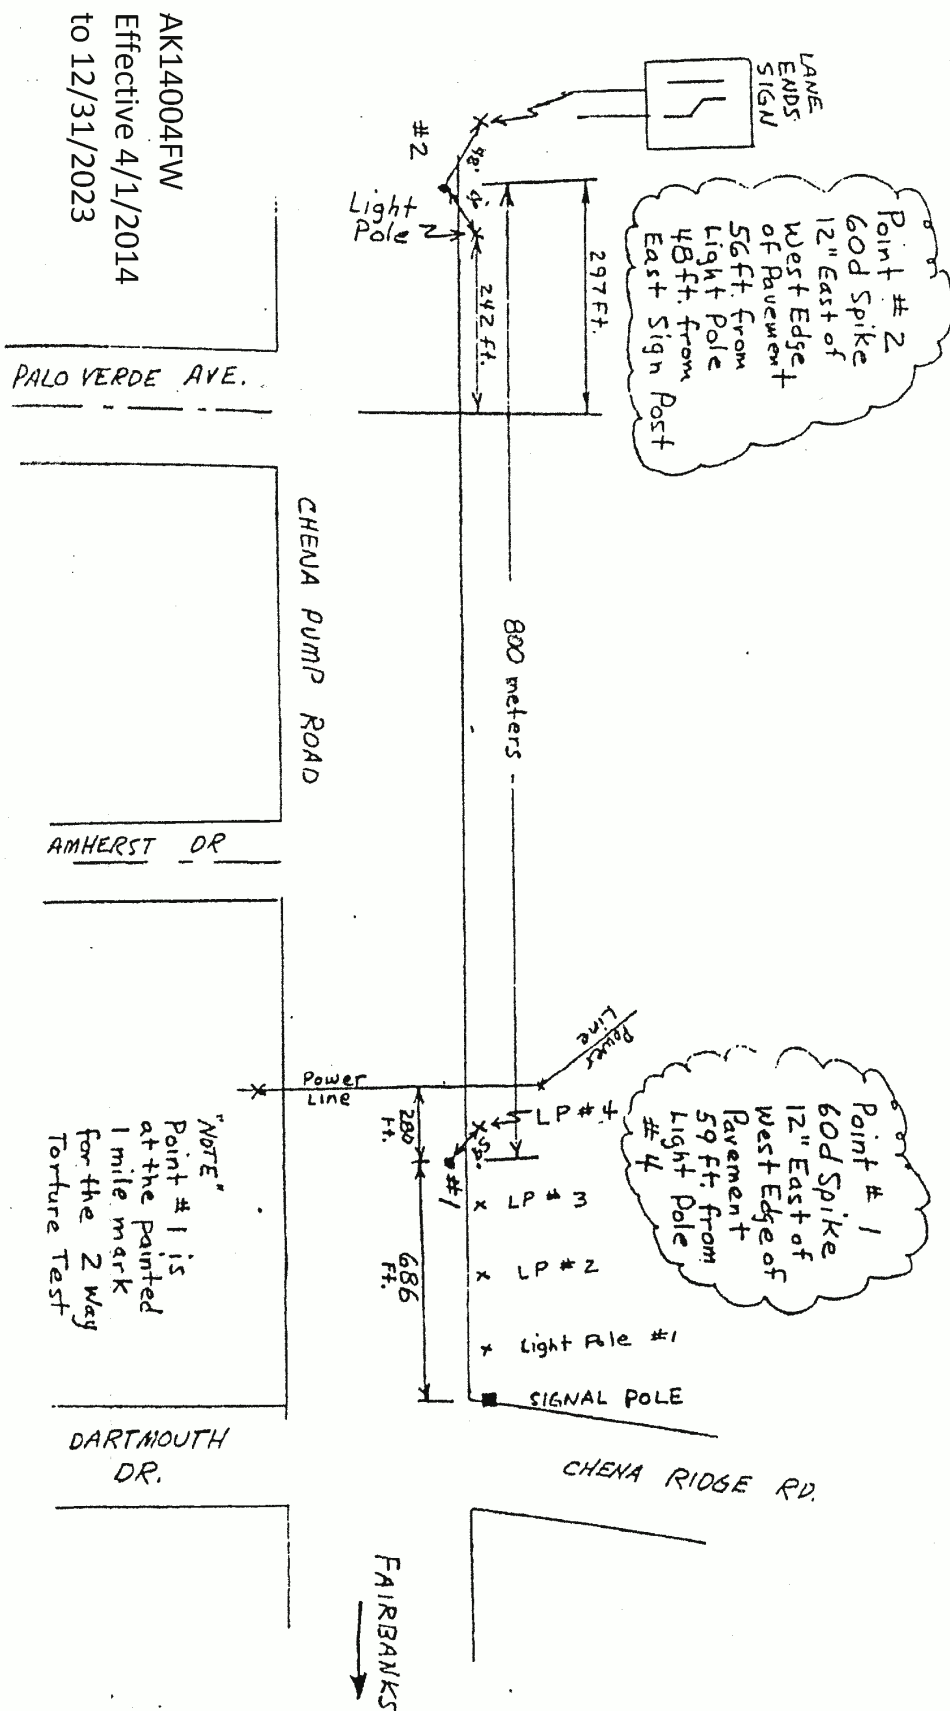 AK14004FW
Effective 4/1/2014
to 12/31/2023
LANE
ENDS
SIGN
#2
48'
Light
Pole
242 ft.
297 Ft.
Point #2
60d Spike
12" East of
West Edge
of Pavement
56ft. from
Light Pole
48ft. from
East Sign Post
PALO VERDE AVE.
CHENA PUMP ROAD
800 meters
AMHERST DR
Power
Line
Power
Line
LP #4
59'
#1
Ft.
LP #3
LP #2
Light Pole #1
686
Ft.
SIGNAL POLE
Point #1
60d Spike
12" East of
West Edge of
Pavement
59 ft. from
Light Pole
#4
"NOTE"
Point #1 is
at the painted
1 mile mark
for the 2 Way
Torture Test
DARTMOUTH
DR.
CHENA RIDGE RD.
FAIRBANKS